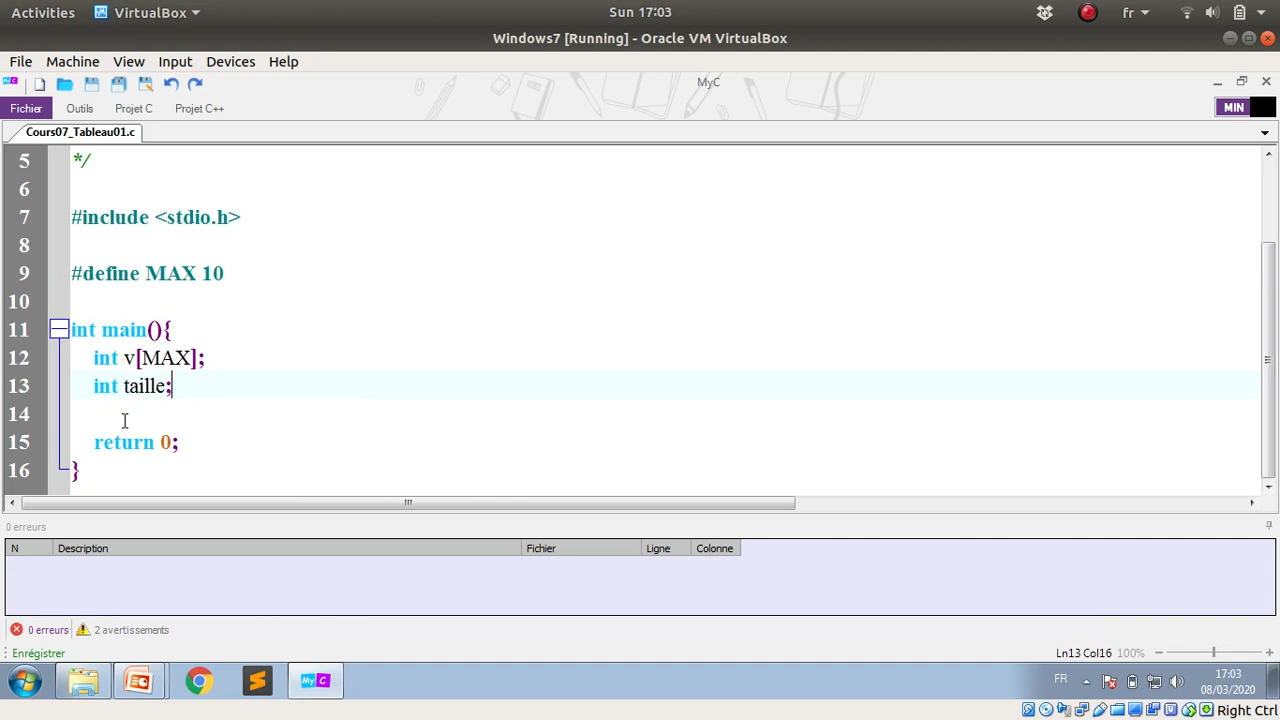 Activities VirtualBox Sun 17:03 fr
Windows7 [Running] - Oracle VM VirtualBox
File Machine View Input Devices Help
MyC
Fichier Outils Projet C Projet C++ MIN
Cours07_Tableau01.c
5 */
6
7 #include <stdio.h>
8
9 #define MAX 10
10
11 int main(){
12 int v[MAX];
13 int taille;
14
15 return 0;
16 }
0 erreurs
N Description Fichier Ligne Colonne
0 erreurs 2 avertissements
Enrégistrer Ln13 Col16 100%
MyC FR 17:03
08/03/2020
Right Ctrl